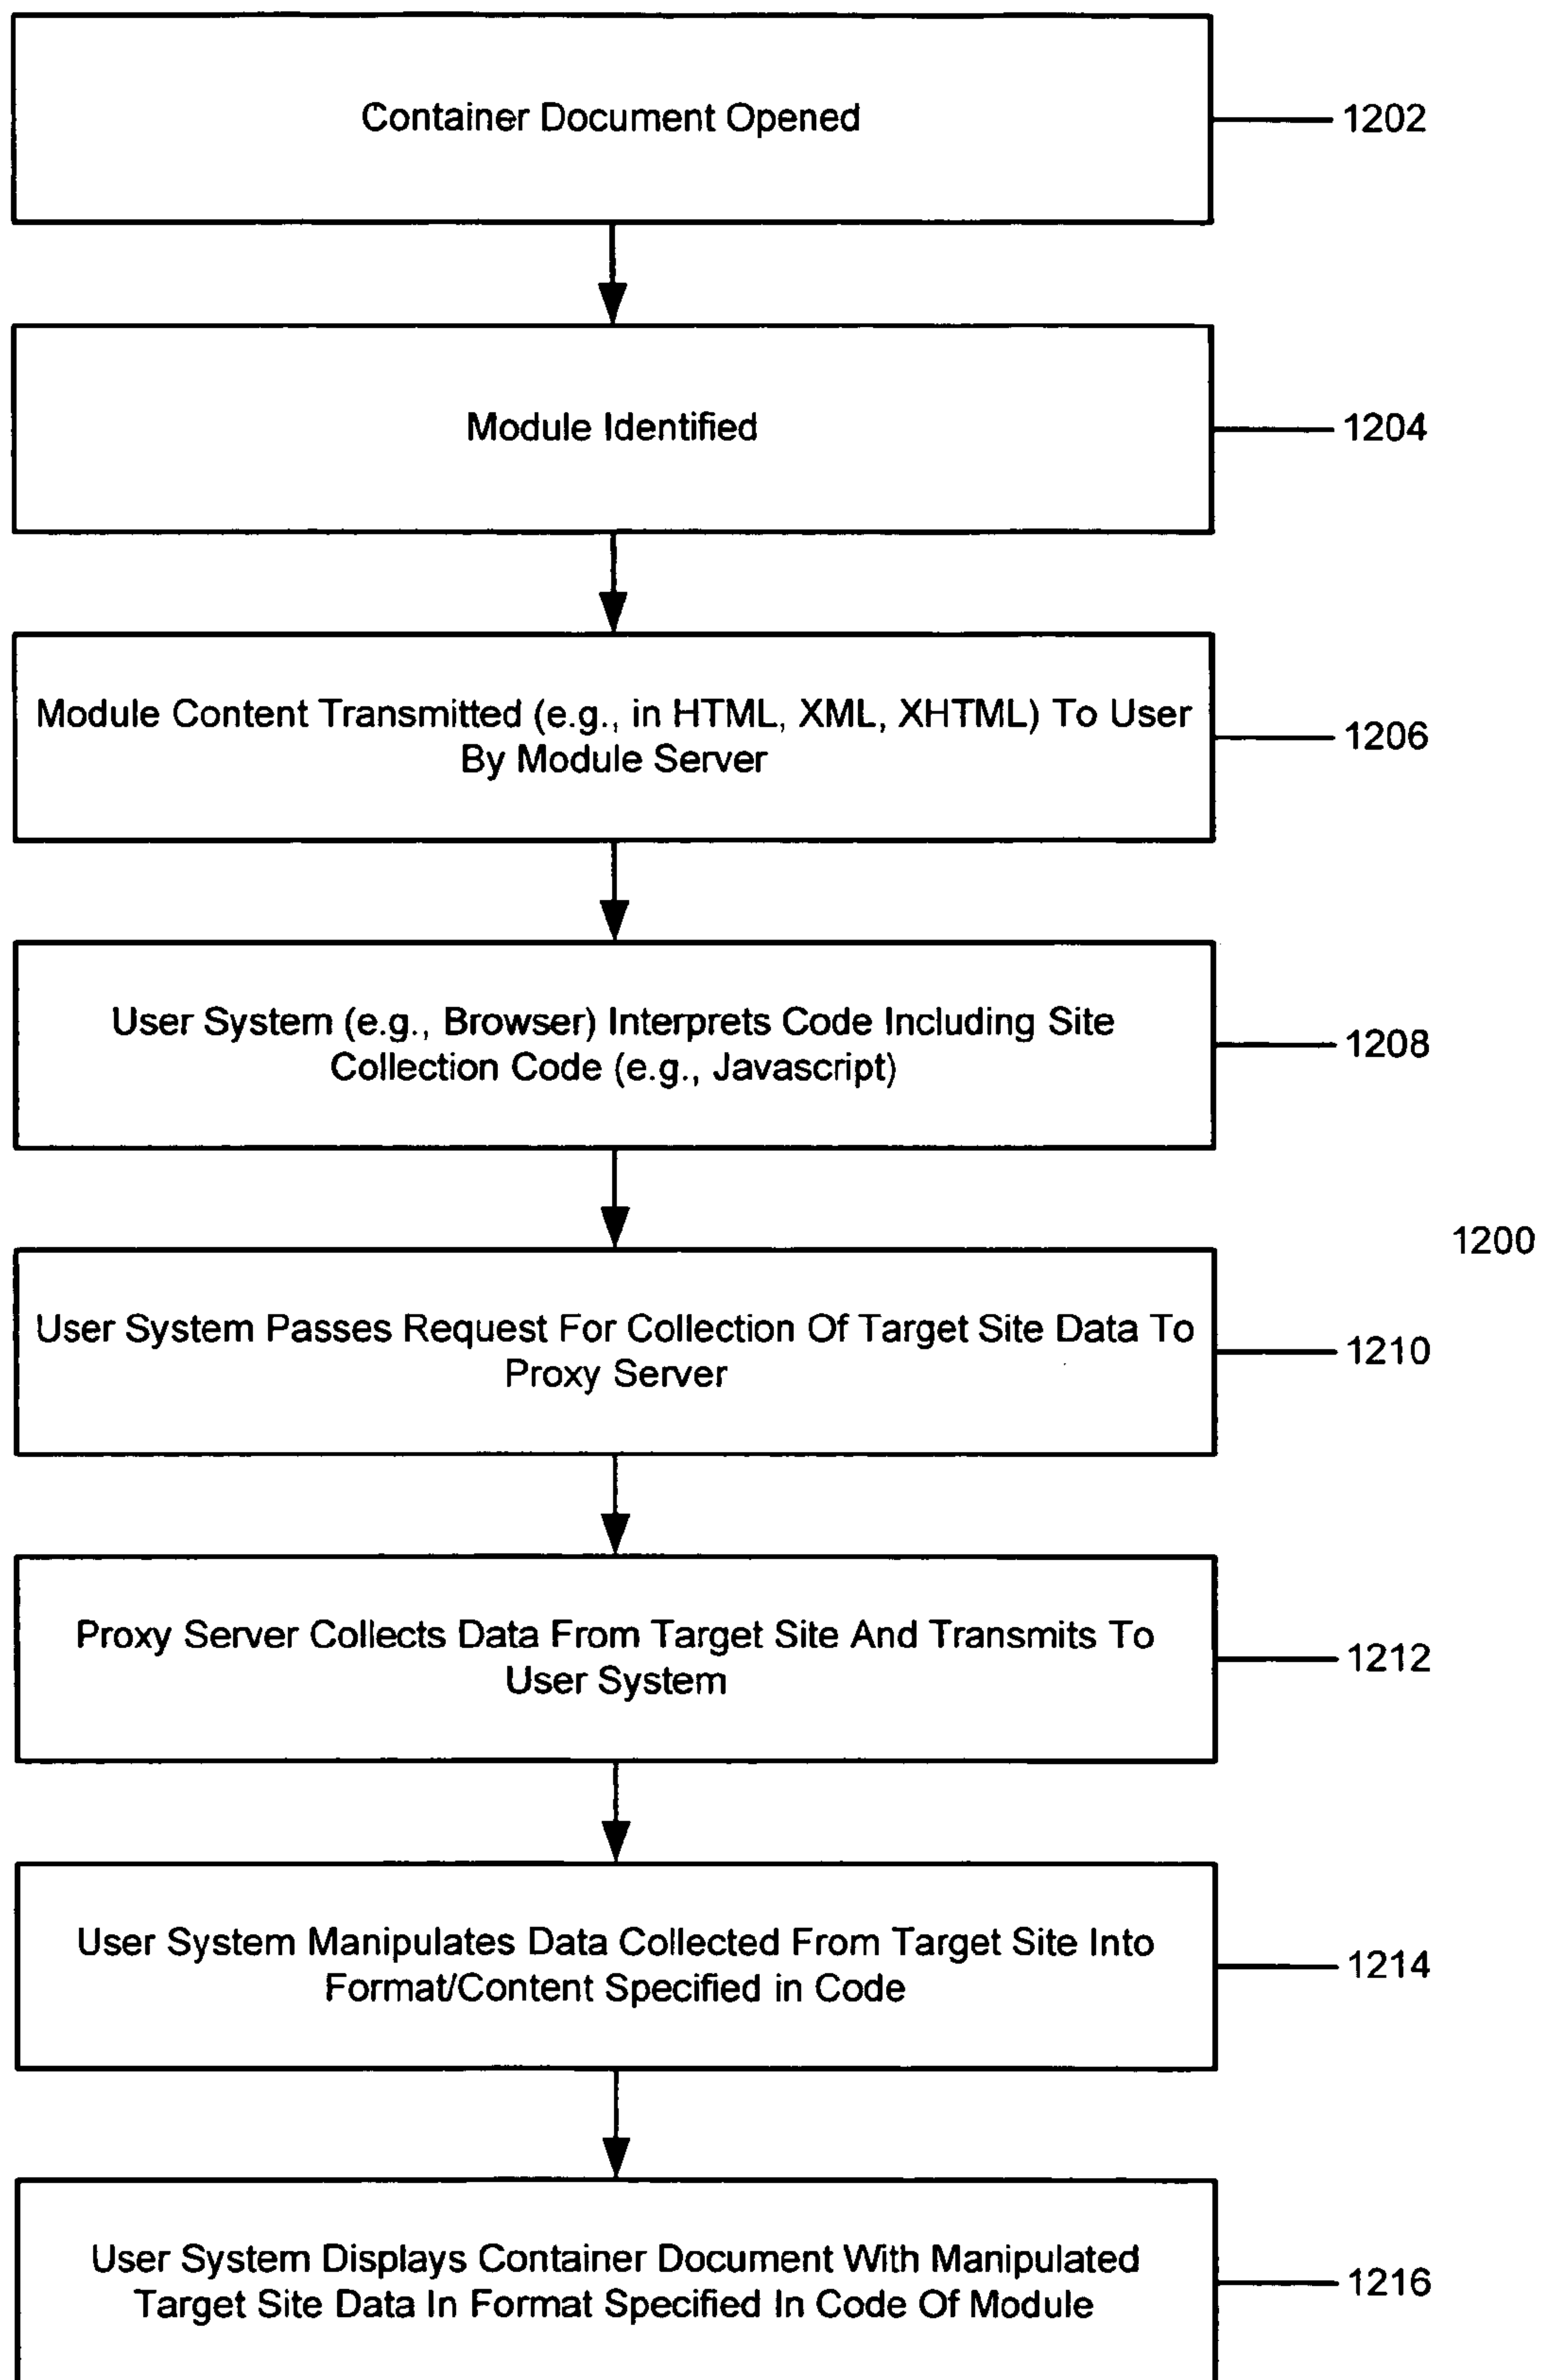 Container Document Opened
1202
Module Identified
1204
Module Content Transmitted (e.g., in HTML, XML, XHTML) To User
By Module Server
1206
User System (e.g., Browser) Interprets Code Including Site
Collection Code (e.g., Javascript)
1208
1200
User System Passes Request For Collection Of Target Site Data To
Proxy Server
1210
Proxy Server Collects Data From Target Site And Transmits To
User System
1212
User System Manipulates Data Collected From Target Site Into
Format/Content Specified in Code
1214
User System Displays Container Document With Manipulated
Target Site Data In Format Specified In Code Of Module
1216